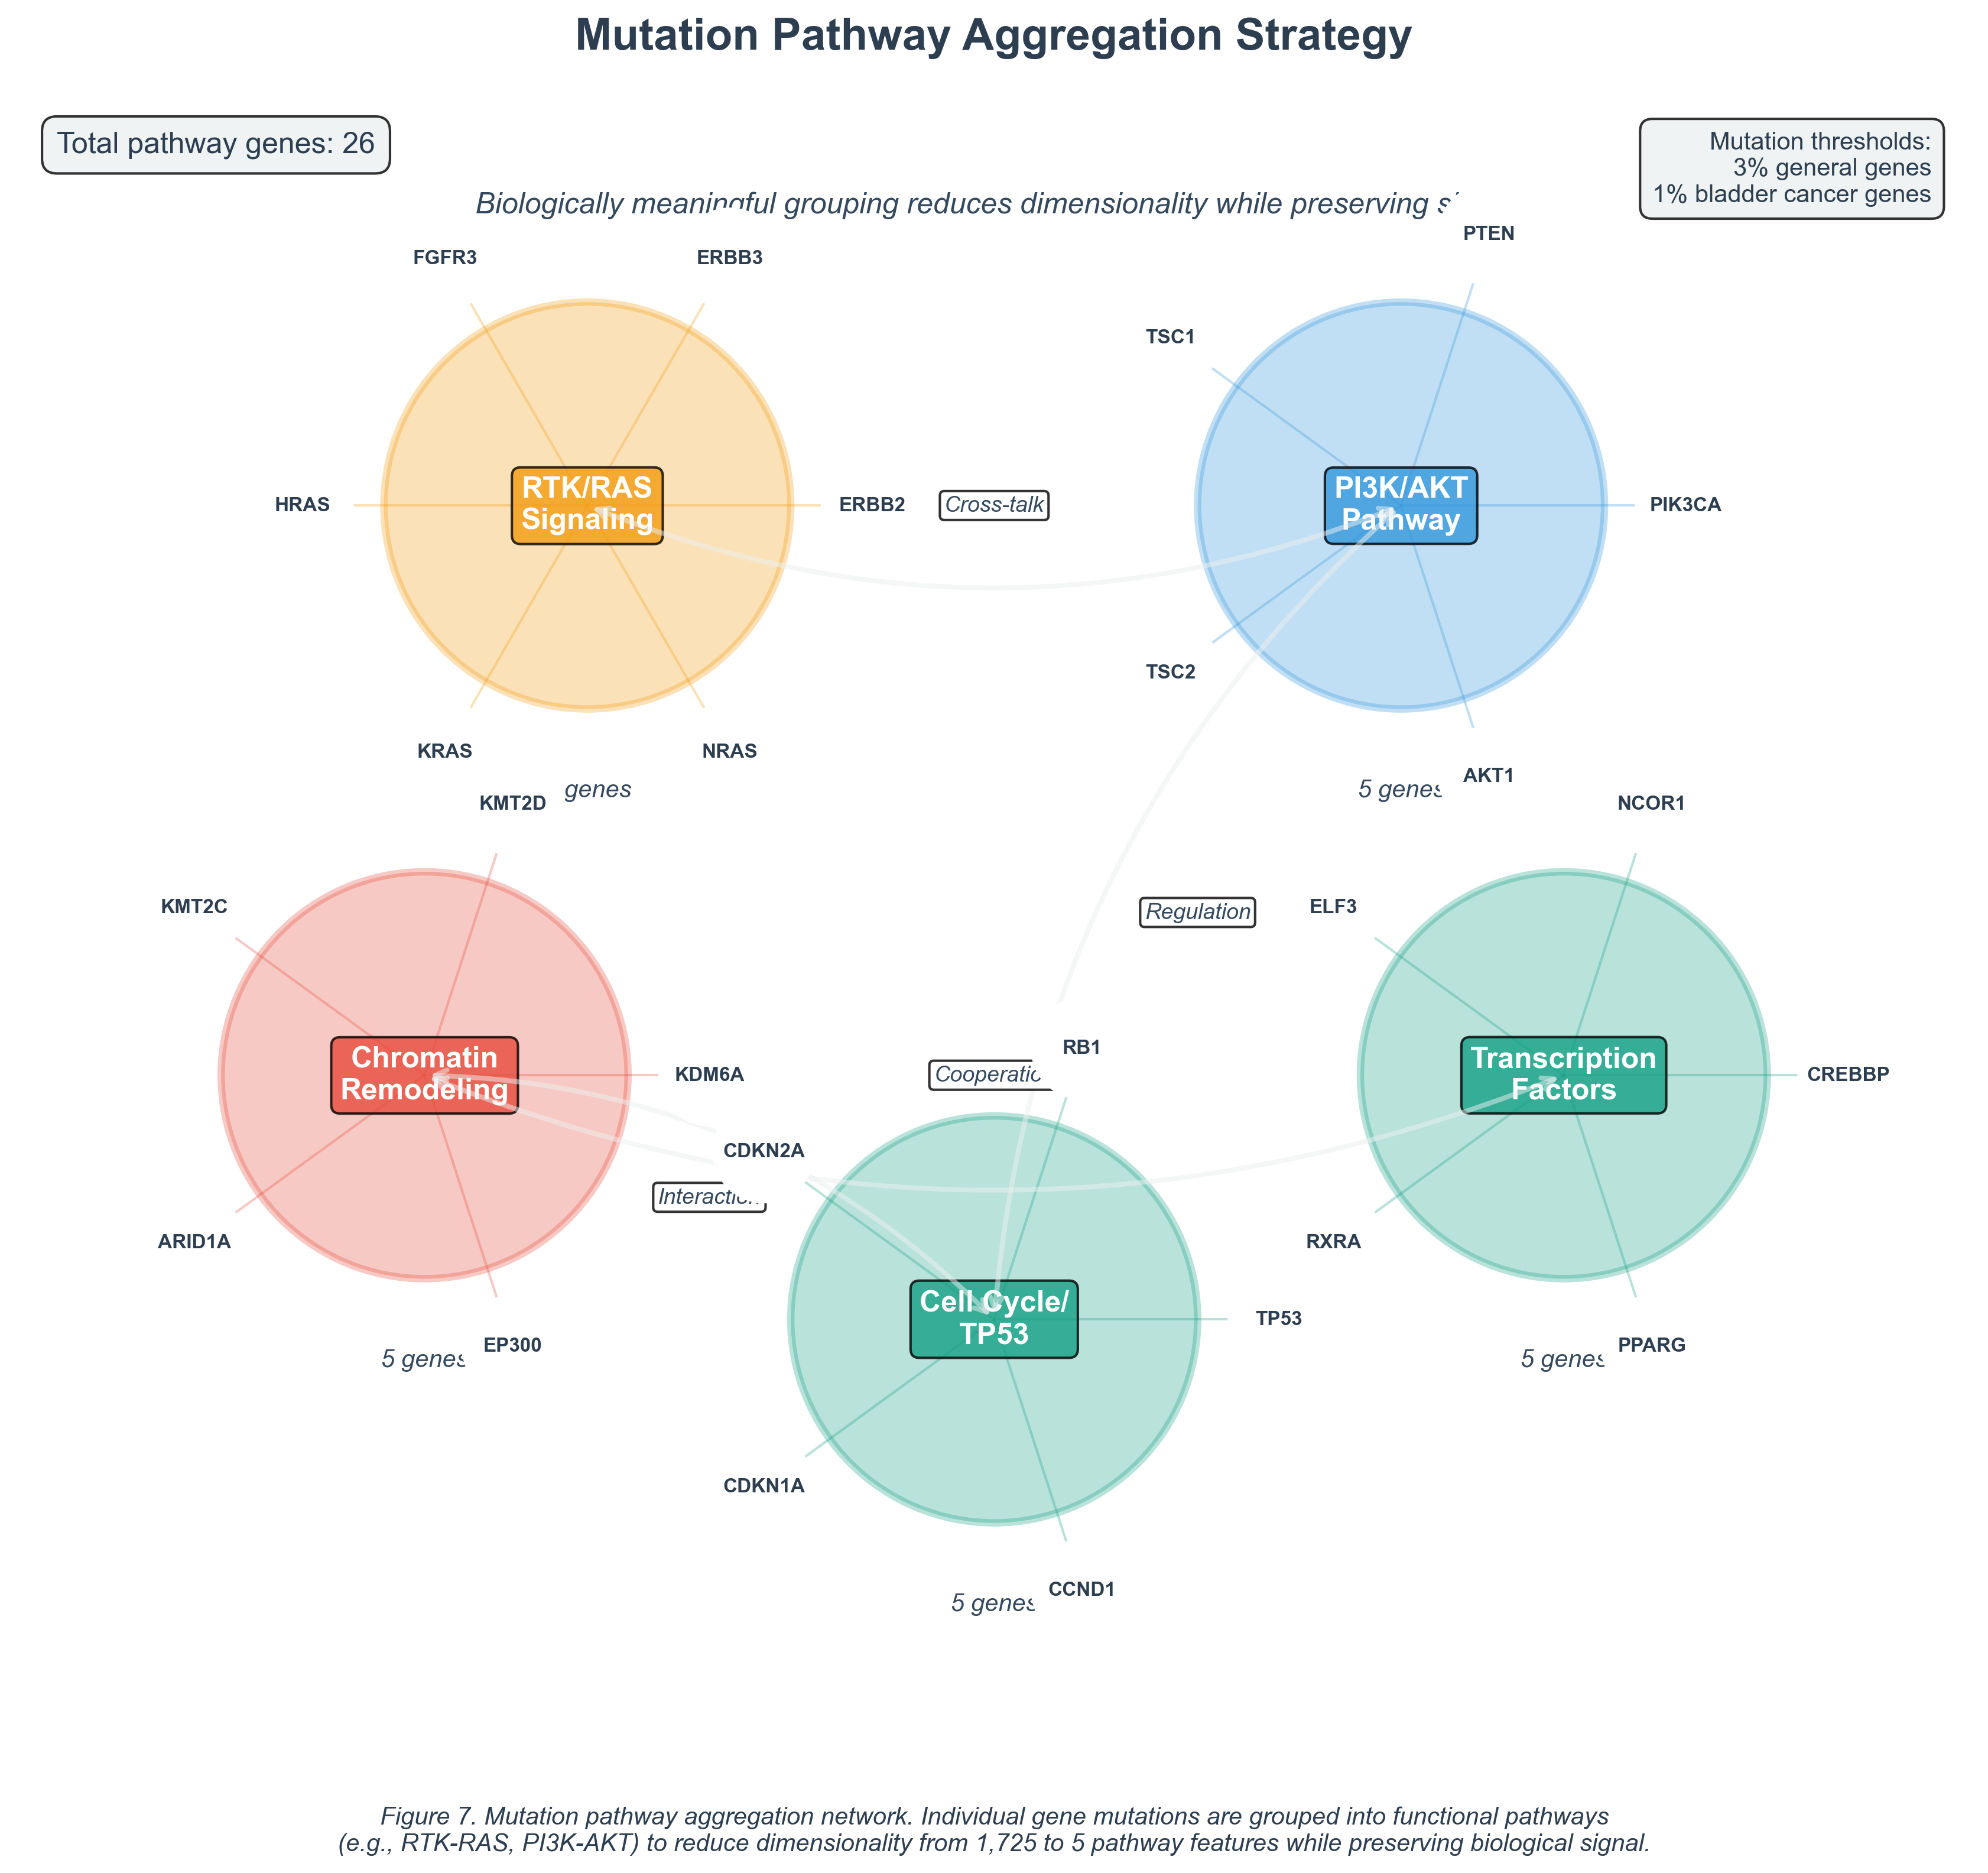 Mutation Pathway Aggregation Strategy
Total pathway genes: 26
Mutation thresholds:
3% general genes
1% bladder cancer genes
Biologically meaningful grouping reduces dimensionality while preserving
PTEN
FGFR3
ERBB3
TSC1
HRAS
RTK/RAS
Signaling
ERBB2
Cross-talk
PI3K/AKT
Pathway
PIK3CA
TSC2
KRAS
NRAS
AKT1
genes
5 genes
KMT2D
NCOR1
KMT2C
Regulation
ELF3
RB1
Chromatin
Remodeling
KDM6A
Cooperatio
Transcription
Factors
CREBBP
CDKN2A
Interaction
ARID1A
RXRA
Cell Cycle/
TP53
TP53
EP300
PPARG
5 genes
5 genes
CDKN1A
CCND1
5 genes
Figure 7. Mutation pathway aggregation network. Individual gene mutations are grouped into functional pathways
(e.g., RTK-RAS, PI3K-AKT) to reduce dimensionality from 1,725 to 5 pathway features while preserving biological signal.